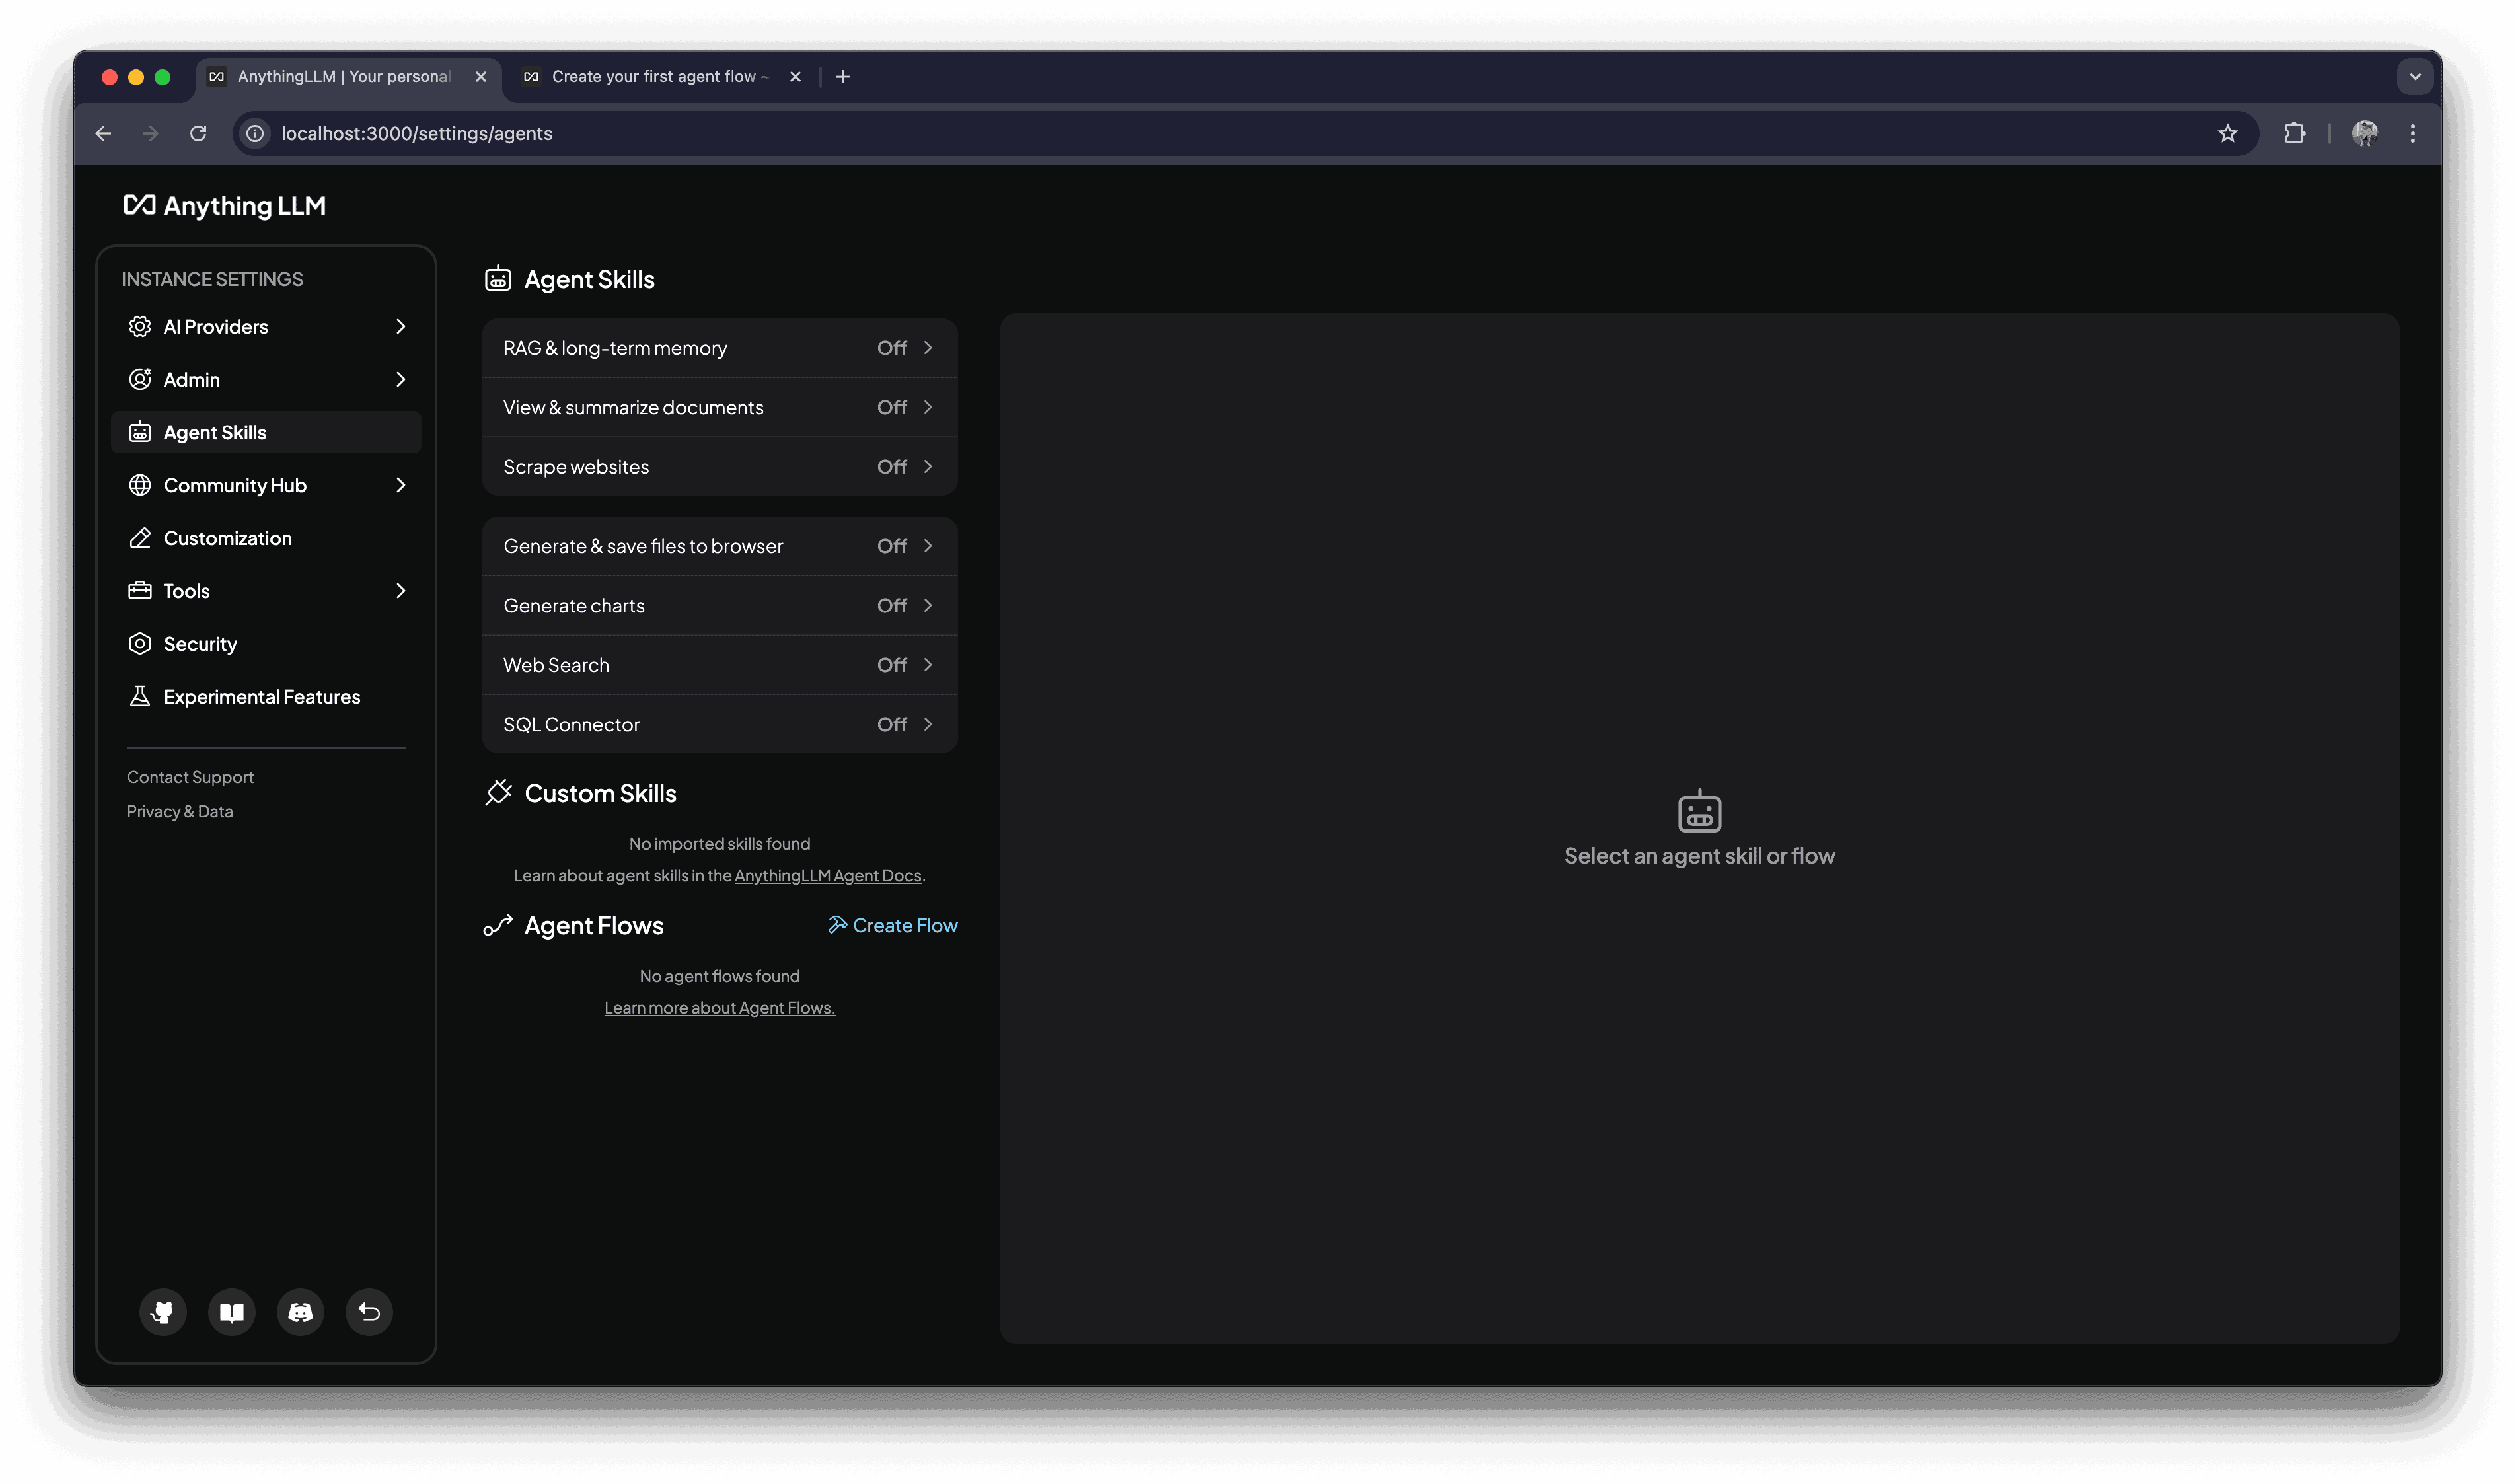 AnythingLLM | Your personal
Create your first agent flow ~
localhost:3000/settings/agents
Anything LLM
INSTANCE SETTINGS
AI Providers
Admin
Agent Skills
Community Hub
Customization
Tools
Security
Experimental Features
Contact Support
Privacy & Data
Agent Skills
RAG & long-term memory Off
View & summarize documents Off
Scrape websites Off
Generate & save files to browser Off
Generate charts Off
Web Search Off
SQL Connector Off
Custom Skills
No imported skills found
Learn about agent skills in the AnythingLLM Agent Docs.
Agent Flows Create Flow
No agent flows found
Learn more about Agent Flows.
Select an agent skill or flow